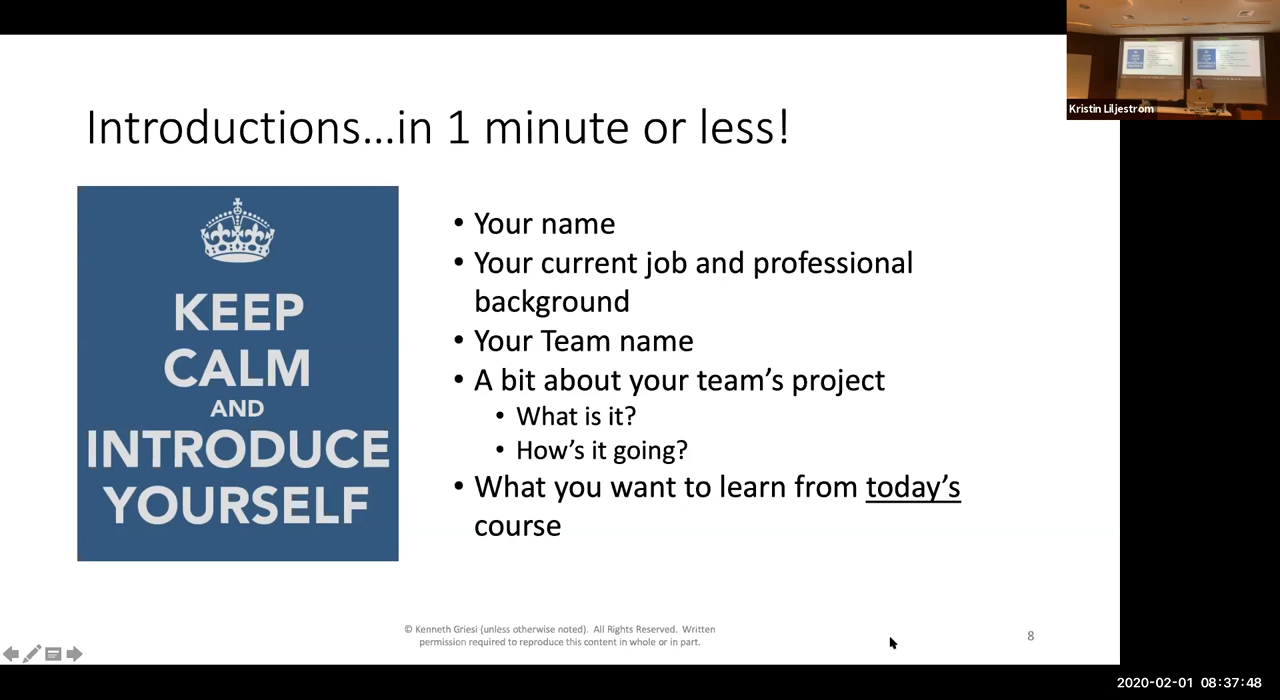 Kristin Liljestrom
Introductions...in 1 minute or less!
KEEP
CALM
AND
INTRODUCE
YOURSELF
• Your name
• Your current job and professional
background
• Your Team name
• A bit about your team’s project
• What is it?
• How’s it going?
• What you want to learn from today’s
course
© Kenneth Griesi (unless otherwise noted). All Rights Reserved. Written
permission required to reproduce this content in whole or in part.
8
2020-02-01 08:37:48